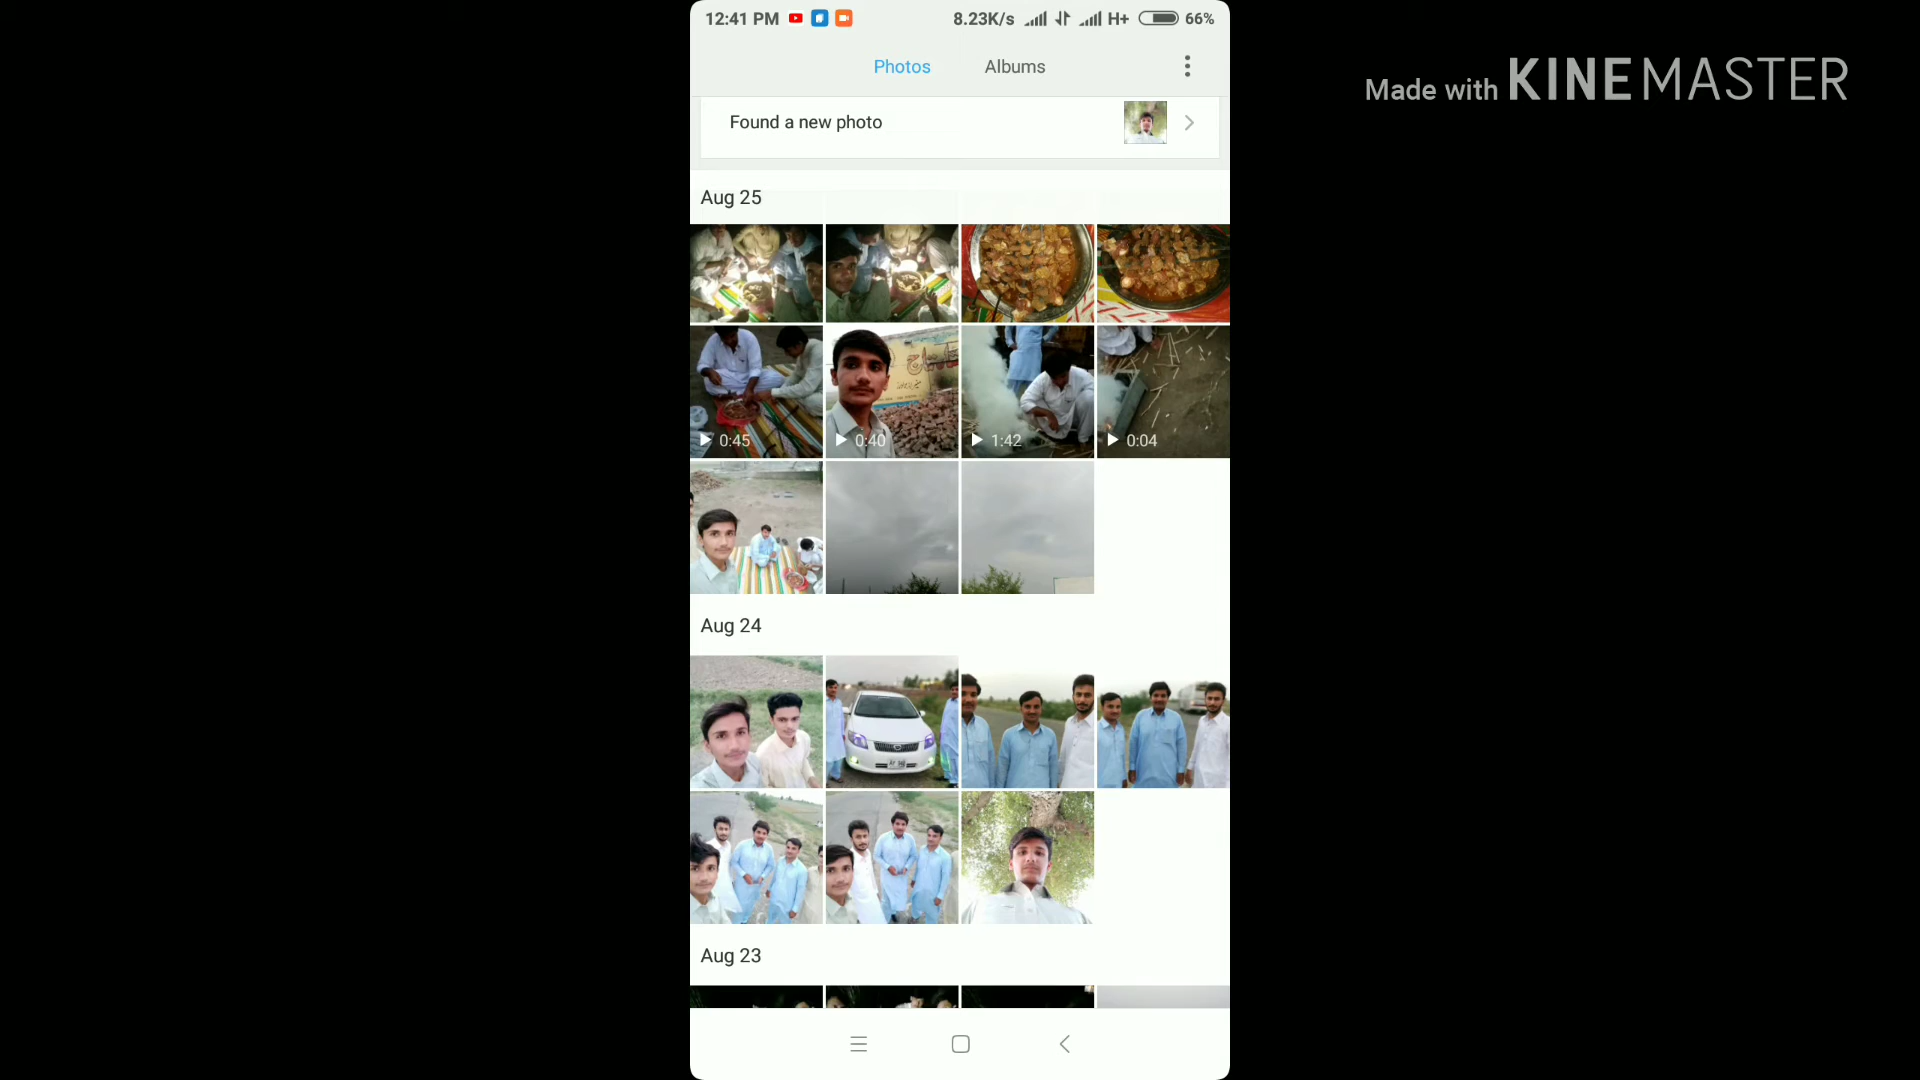 12:41 PM 8.23K/s H+ 66%
Made with KINEMASTER
Photos Albums
Found a new photo
Aug 25
0:45 0:40 1:42 0:04
Aug 24
Aug 23